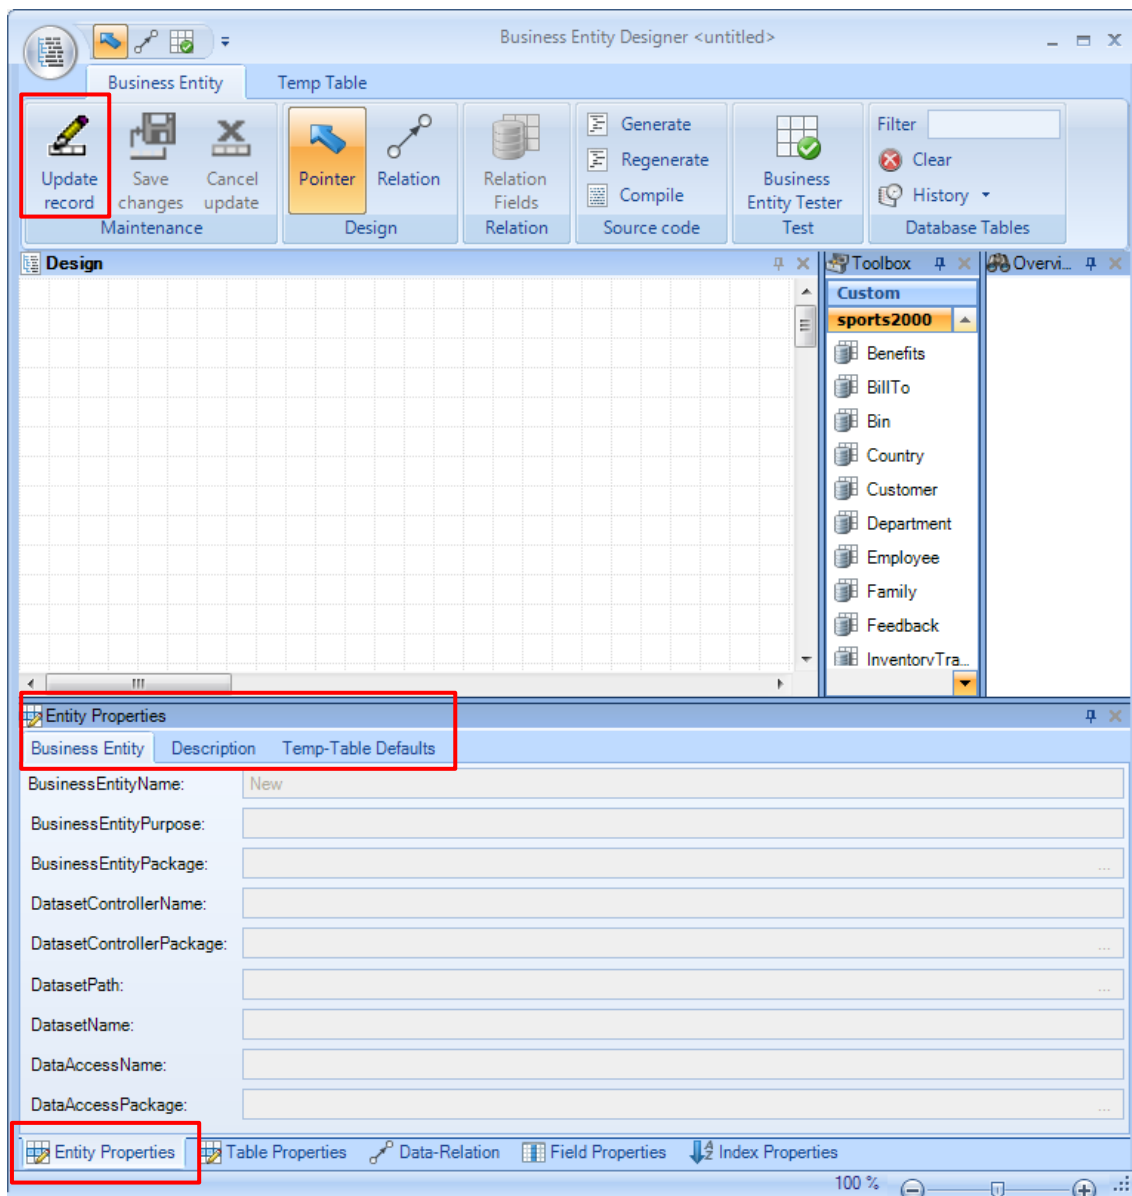 Business Entity Designer <untitled>
Business Entity Temp Table
Update record
Save changes
Cancel update
Maintenance
Pointer
Relation
Design
Relation Fields
Relation
Generate
Regenerate
Compile
Source code
Business Entity Tester
Test
Filter
Clear
History
Database Tables
Design
Toolbox
Overvi...
Custom
sports2000
Benefits
BillTo
Bin
Country
Customer
Department
Employee
Family
Feedback
InventoryTra...
Entity Properties
Business Entity Description Temp-Table Defaults
BusinessEntityName: New
BusinessEntityPurpose:
BusinessEntityPackage: ...
DatasetControllerName:
DatasetControllerPackage: ...
DatasetPath: ...
DatasetName:
DataAccessName:
DataAccessPackage: ...
Entity Properties Table Properties Data-Relation Field Properties Index Properties
100 %